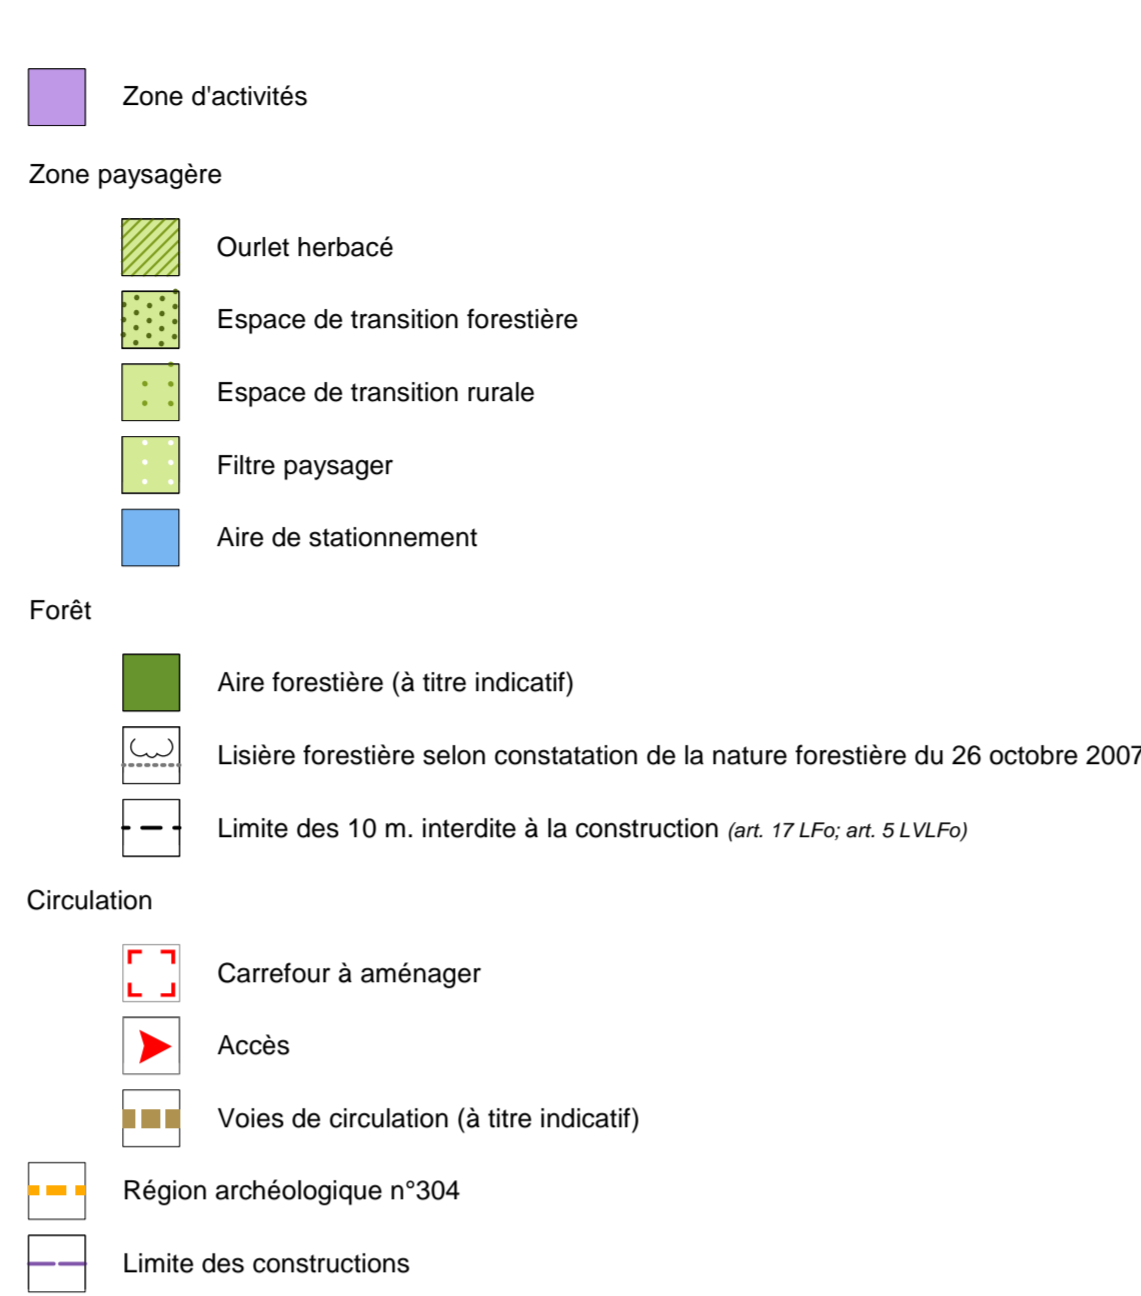 Zone d'activités
Zone paysagère
Ourlet herbacé
Espace de transition forestière
Espace de transition rurale
Filtre paysager
Aire de stationnement
Forêt
Aire forestière (à titre indicatif)
Lisière forestière selon constatation de la nature forestière du 26 octobre 2007
Limite des 10 m. interdite à la construction (art. 17 LFo; art. 5 LVLFo)
Circulation
Carrefour à aménager
Accès
Voies de circulation (à titre indicatif)
Région archéologique n°304
Limite des constructions